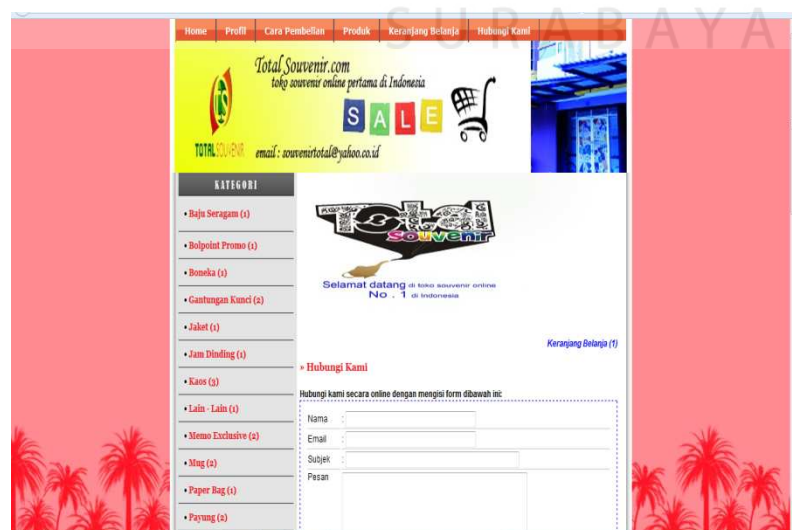 SURABAYA
Home Profil Cara Pembelian Produk Keranjang Belanja Hubungi Kami
Total Souvenir.com
toko souvenir online pertama di Indonesia
SALE
TOTAL SOUVENIR
email : souvenirtotal@yahoo.co.id
KATEGORI
• Baju Seragam (1)
• Bolpoint Promo (1)
• Boneka (1)
• Gantungan Kunci (2)
• Jaket (1)
• Jam Dinding (1)
• Kaos (3)
• Lain - Lain (1)
• Memo Exclusive (2)
• Mug (2)
• Paper Bag (1)
• Payung (2)
Total
souvenir
Selamat datang di toko souvenir online
No . 1 di Indonesia
Keranjang Belanja (1)
» Hubungi Kami
Hubungi kami secara online dengan mengisi form dibawah ini:
Nama :
Email :
Subjek :
Pesan